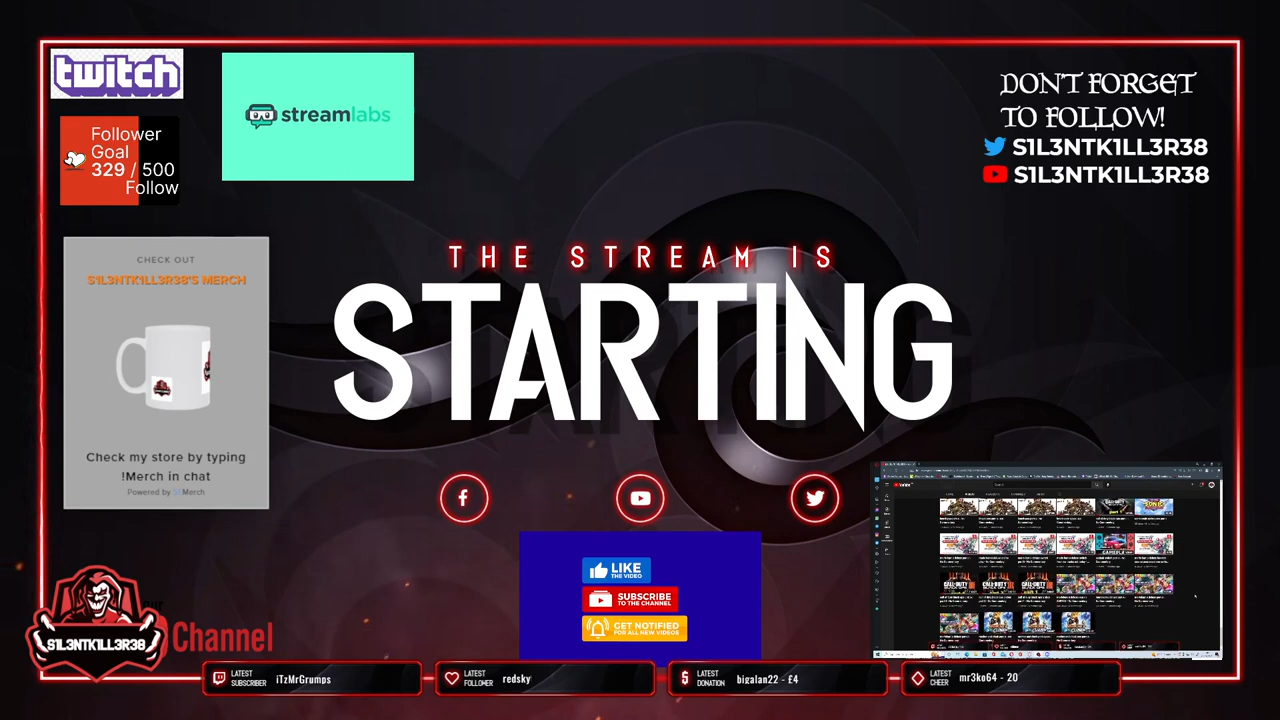 twitch
streamlabs
Follower
Goal
329 / 500
Follow
DON'T FORGET
TO FOLLOW!
S1L3NTK1LL3R38
S1L3NTK1LL3R38
CHECK OUT
S1L3NTK1LL3R38'S MERCH
Check my store by typing
!Merch in chat
Powered by SEMerch
THE STREAM IS
STARTING
LIKE
THE VIDEO
SUBSCRIBE
TO THE CHANNEL
GET NOTIFIED
FOR ALL NEW VIDEOS
S1L3NTK1LL3R38
Channel
LATEST
SUBSCRIBER
iTzMrGrumps
LATEST
FOLLOWER
redsky
LATEST
DONATION
bigalan22 - £4
LATEST
CHEER
mr3ko64 - 20